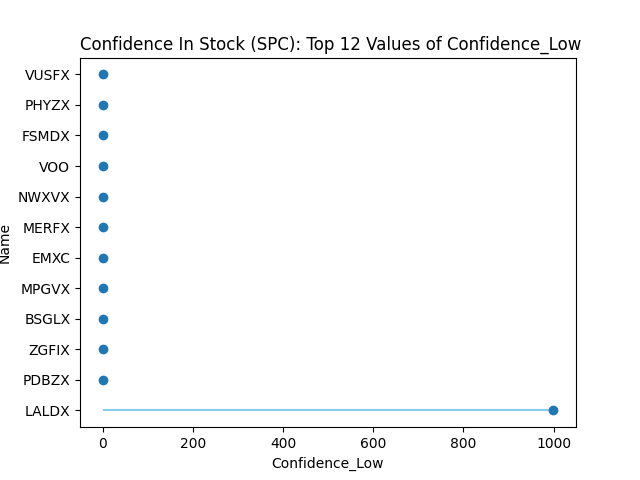 Confidence In Stock (SPC): Top 12 Values of Confidence_Low
VUSFX
PHYZX
FSMDX
VOO
NWXVX
MERFX
EMXC
MPGVX
BSGLX
ZGFIX
PDBZX
LALDX
Name
0 200 400 600 800 1000
Confidence_Low